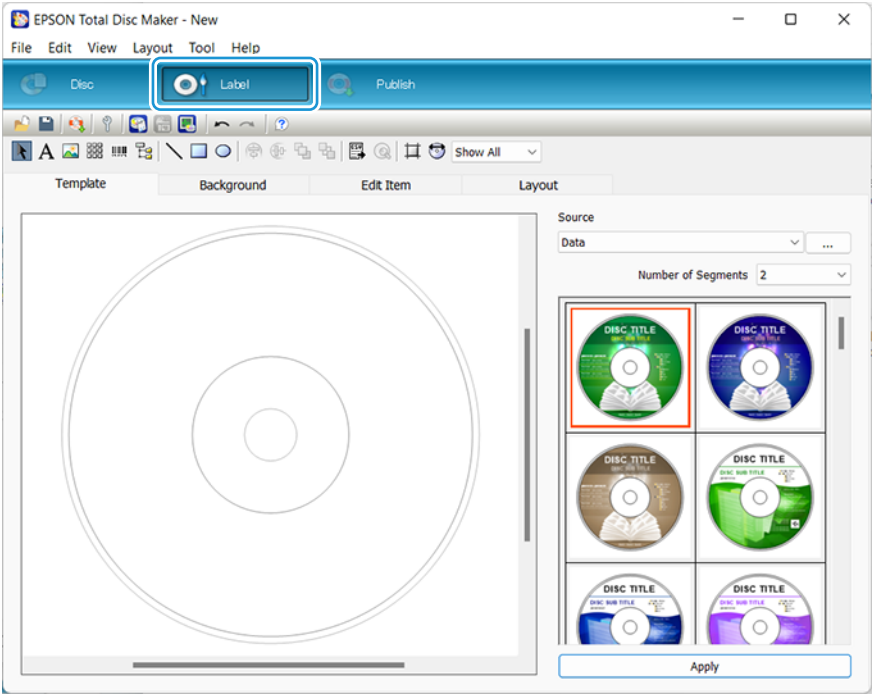 EPSON Total Disc Maker - New
File Edit View Layout Tool Help
Disc Label Publish
A Show All
Template Background Edit Item Layout
Source
Data ...
Number of Segments 2
DISC TITLE DISC TITLE
DISC SUB TITLE DISC SUB TITLE
DISC TITLE DISC TITLE
DISC SUB TITLE DISC SUB TITLE
DISC TITLE DISC TITLE
DISC SUB TITLE DISC SUB TITLE
Apply